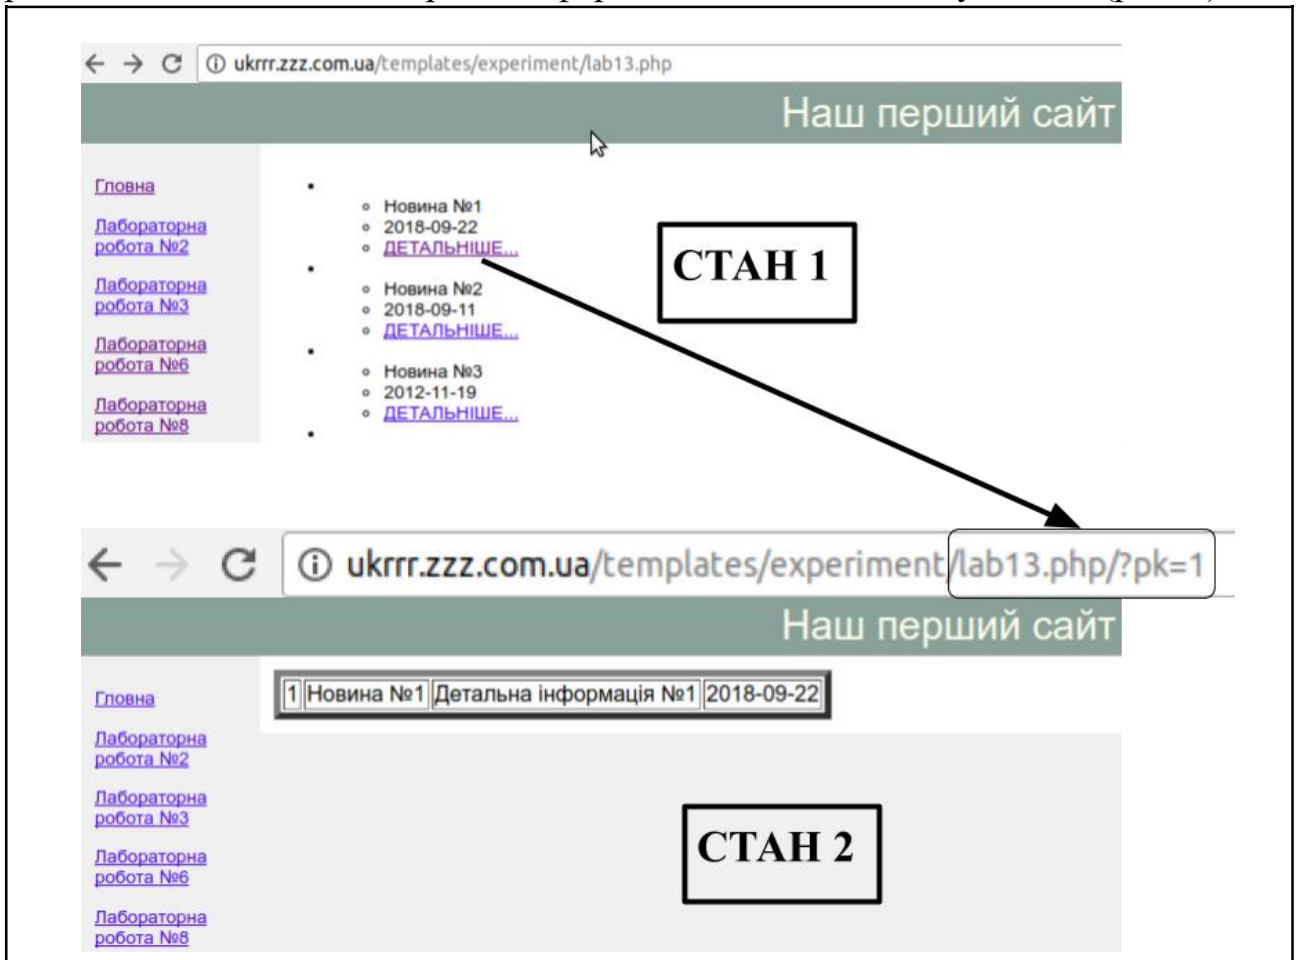 ukrrr.zzz.com.ua/templates/experiment/lab13.php
Наш перший сайт
Гловна
Лабораторна
робота №2
Лабораторна
робота №3
Лабораторна
робота №6
Лабораторна
робота №8
Новина №1
2018-09-22
ДЕТАЛЬНІШЕ...
Новина №2
2018-09-11
ДЕТАЛЬНІШЕ...
Новина №3
2012-11-19
ДЕТАЛЬНІШЕ...
СТАН 1
ukrrr.zzz.com.ua/templates/experiment/lab13.php/?pk=1
Наш перший сайт
Гловна
Лабораторна
робота №2
Лабораторна
робота №3
Лабораторна
робота №6
Лабораторна
робота №8
1 Новина №1 Детальна інформація №1 2018-09-22
СТАН 2